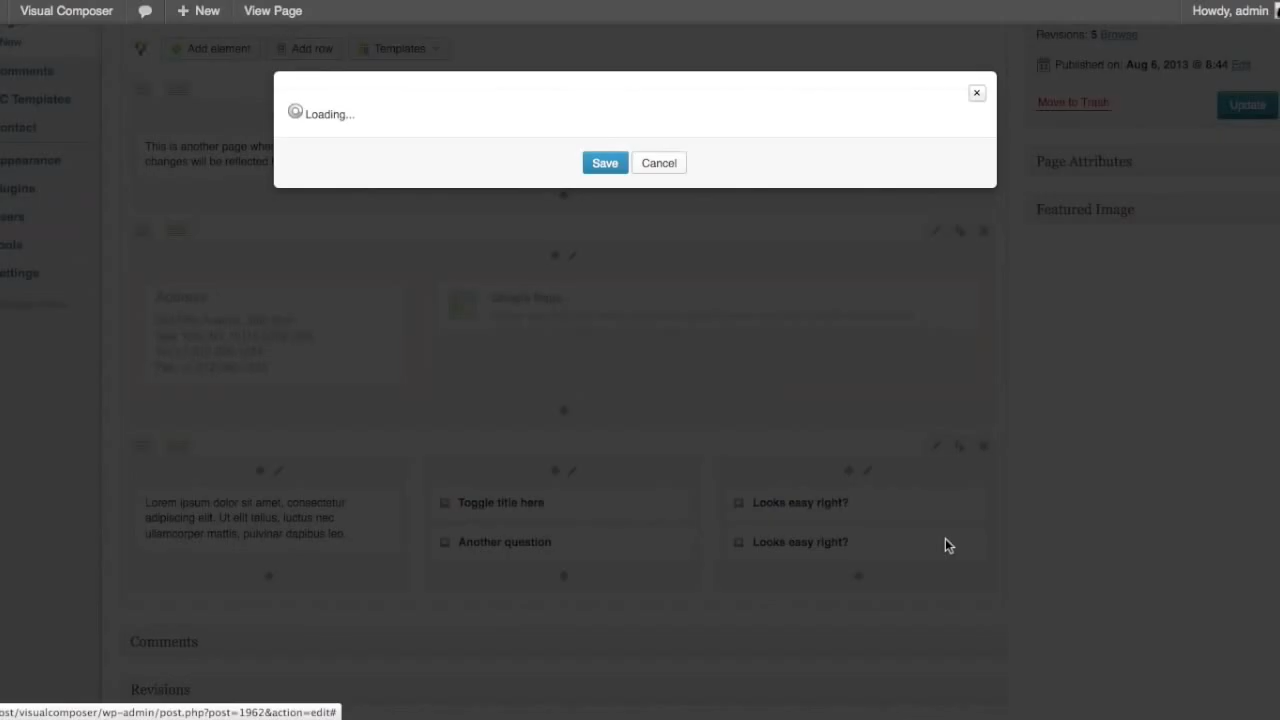 Visual Composer
New
View Page
Howdy, admin
New
omments
C Templates
ontact
ppearance
lugins
sers
ools
ettings
Add element
Add row
Templates
Loading...
Save
Cancel
This is another page
changes will be reflected
Address
Lorem ipsum dolor sit amet, consectetur
adipiscing elit. Ut elit tellus, luctus nec
ullamcorper mattis, pulvinar dapibus leo.
Toggle title here
Another question
Looks easy right?
Looks easy right?
Comments
Revisions
Revisions: 5 Browse
Published on: Aug 6, 2013 @ 8:44 Edit
Move to Trash
Update
Page Attributes
Featured Image
ost/visualcomposer/wp-admin/post.php?post=1962&action=edit#